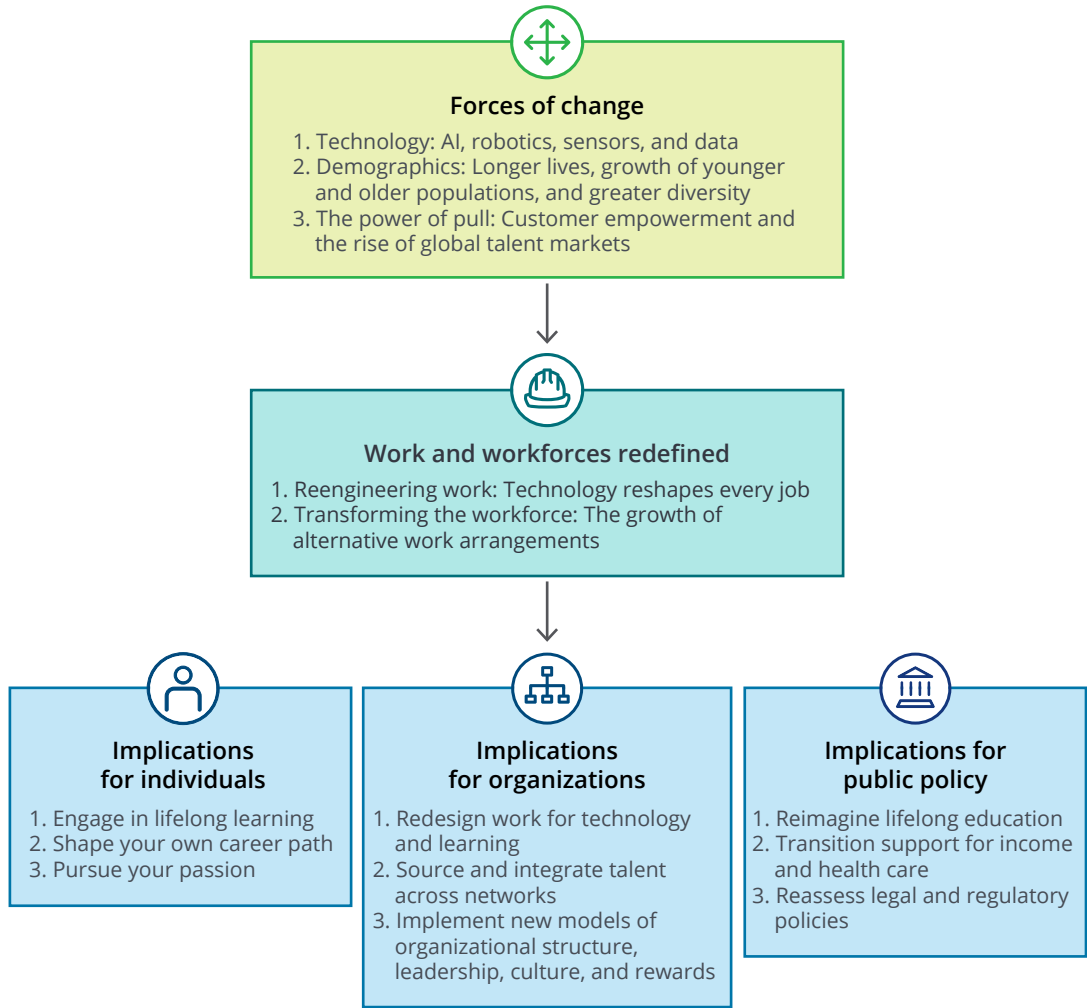 Forces of change
1. Technology: AI, robotics, sensors, and data
2. Demographics: Longer lives, growth of younger
and older populations, and greater diversity
3. The power of pull: Customer empowerment and
the rise of global talent markets
Work and workforces redefined
1. Reengineering work: Technology reshapes every job
2. Transforming the workforce: The growth of
alternative work arrangements
Implications
for individuals
1. Engage in lifelong learning
2. Shape your own career path
3. Pursue your passion
Implications
for organizations
1. Redesign work for technology
and learning
2. Source and integrate talent
across networks
3. Implement new models of
organizational structure,
leadership, culture, and rewards
Implications for
public policy
1. Reimagine lifelong education
2. Transition support for income
and health care
3. Reassess legal and regulatory
policies